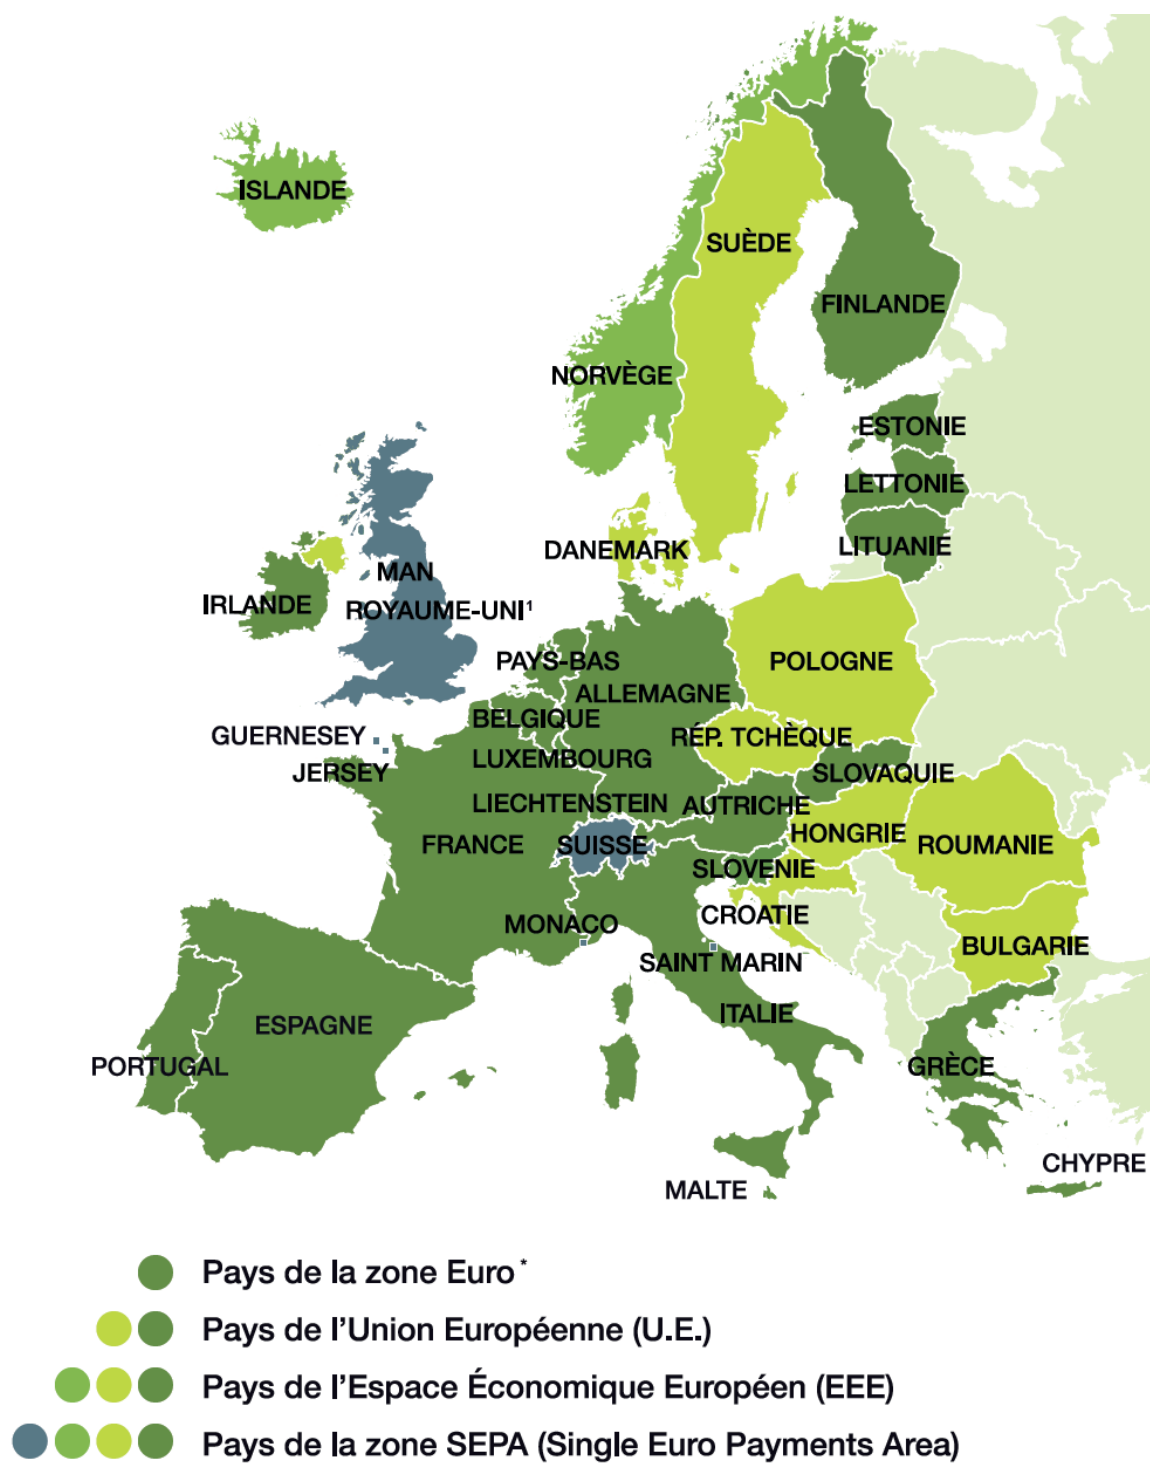 ISLANDE
SUÈDE
FINLANDE
NORVÈGE
ESTONIE
LETTONIE
LITUANIE
DANEMARK
MAN
IRLANDE
ROYAUME-UNI¹
PAYS-BAS
POLOGNE
ALLEMAGNE
BELGIQUE
GUERNESEY
RÉP. TCHÈQUE
LUXEMBOURG
JERSEY
SLOVAQUIE
LIECHTENSTEIN
AUTRICHE
HONGRIE
FRANCE
SUISSE
ROUMANIE
SLOVENIE
CROATIE
MONACO
BULGARIE
SAINT MARIN
ITALIE
ESPAGNE
PORTUGAL
GRÈCE
CHYPRE
MALTE
Pays de la zone Euro*
Pays de l'Union Européenne (U.E.)
Pays de l'Espace Économique Européen (EEE)
Pays de la zone SEPA (Single Euro Payments Area)